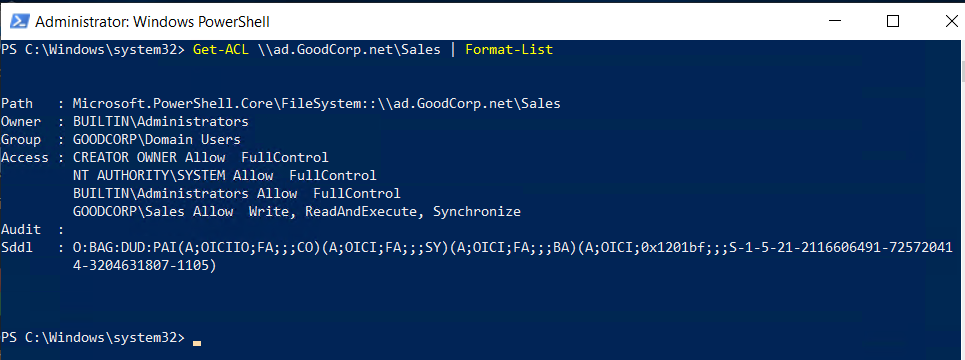 Administrator: Windows PowerShell
PS C:\Windows\system32> Get-ACL \\ad.GoodCorp.net\Sales | Format-List
Path   : Microsoft.PowerShell.Core\FileSystem::\\ad.GoodCorp.net\Sales
Owner  : BUILTIN\Administrators
Group  : GOODCORP\Domain Users
Access : CREATOR OWNER Allow  FullControl
         NT AUTHORITY\SYSTEM Allow  FullControl
         BUILTIN\Administrators Allow  FullControl
         GOODCORP\Sales Allow  Write, ReadAndExecute, Synchronize
Audit  :
Sddl   : O:BAG:DUD:PAI(A;OICIIO;FA;;;CO)(A;OICI;FA;;;SY)(A;OICI;FA;;;BA)(A;OICI;0x1201bf;;;S-1-5-21-2116606491-72572041
         4-3204631807-1105)
PS C:\Windows\system32>